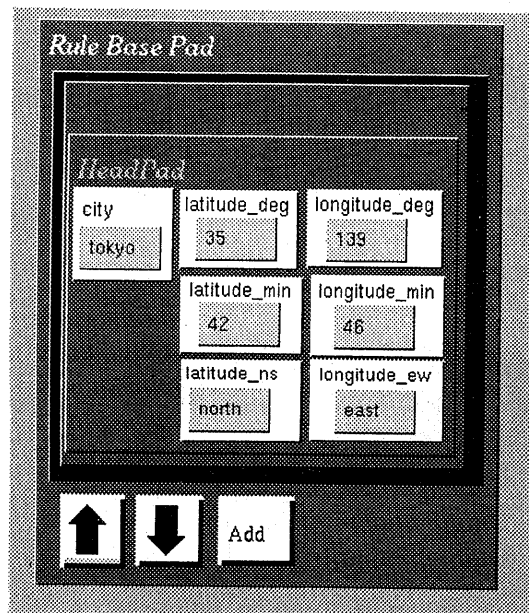 Rule Base Pad
HeadPad
city latitude_deg longitude_deg
tokyo 35 139
latitude_min longitude_min
42 46
latitude_ns longitude_ew
north east
Add